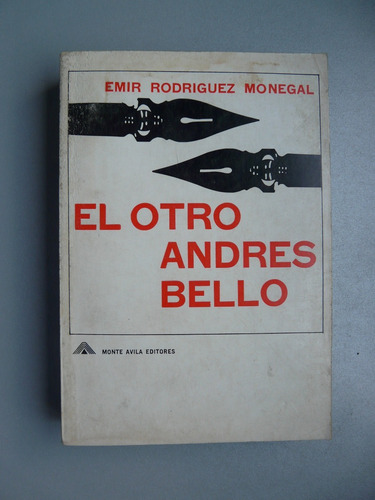 EMIR RODRIGUEZ MONEGAL
EL OTRO
ANDRES
BELLO
MONTE AVILA EDITORES